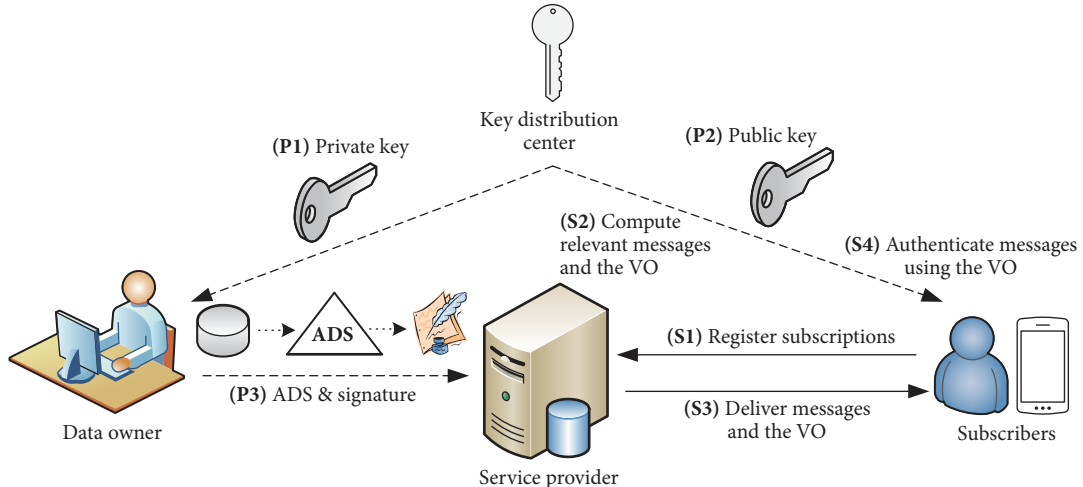 Key distribution
center
(P1) Private key
(P2) Public key
(S2) Compute
relevant messages
and the VO
(S4) Authenticate messages
using the VO
ADS
(S1) Register subscriptions
(P3) ADS & signature
(S3) Deliver messages
and the VO
Data owner
Service provider
Subscribers